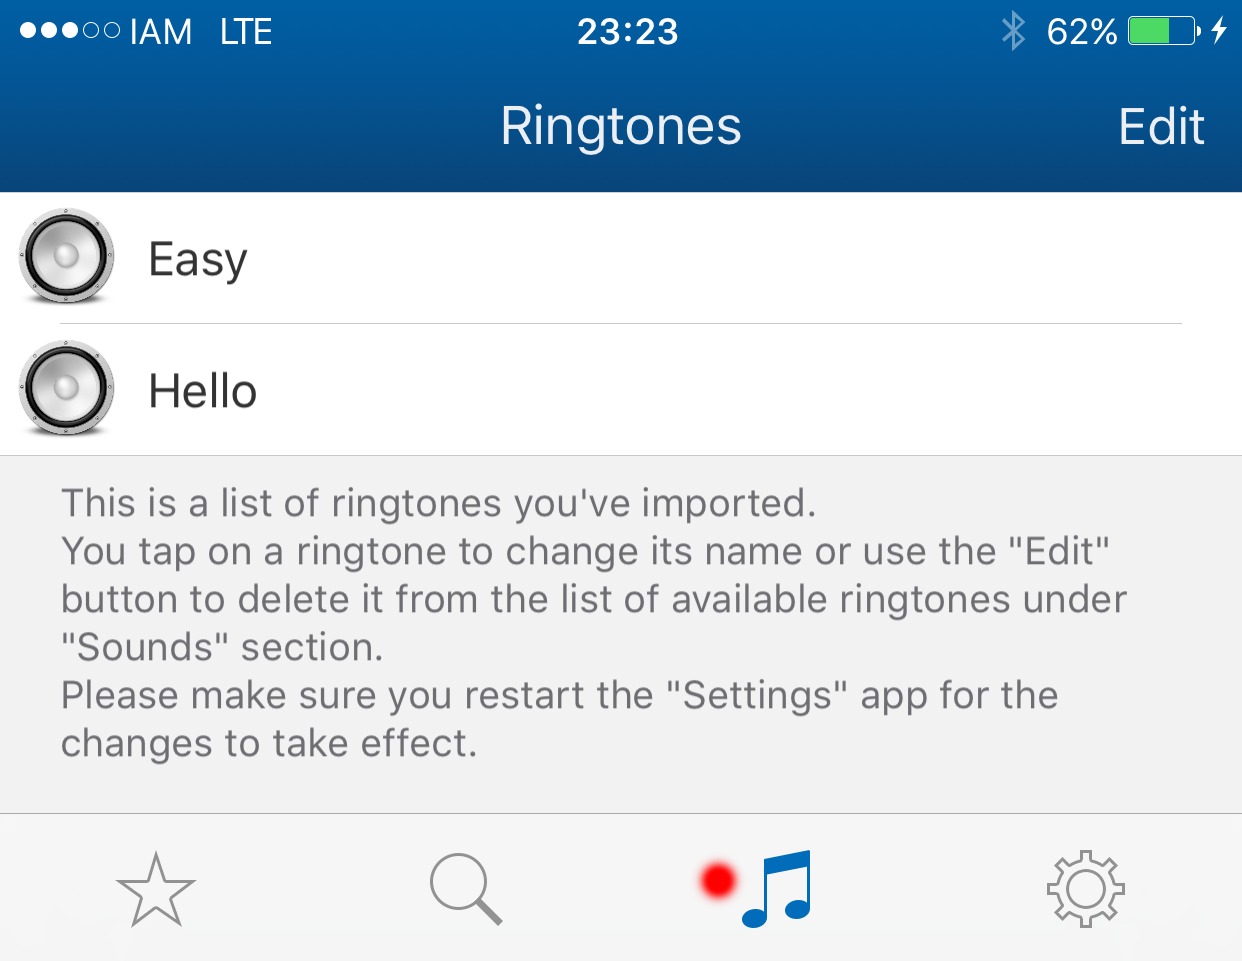 IAM LTE 23:23 62%
Ringtones Edit
Easy
Hello
This is a list of ringtones you've imported.
You tap on a ringtone to change its name or use the "Edit"
button to delete it from the list of available ringtones under
"Sounds" section.
Please make sure you restart the "Settings" app for the
changes to take effect.